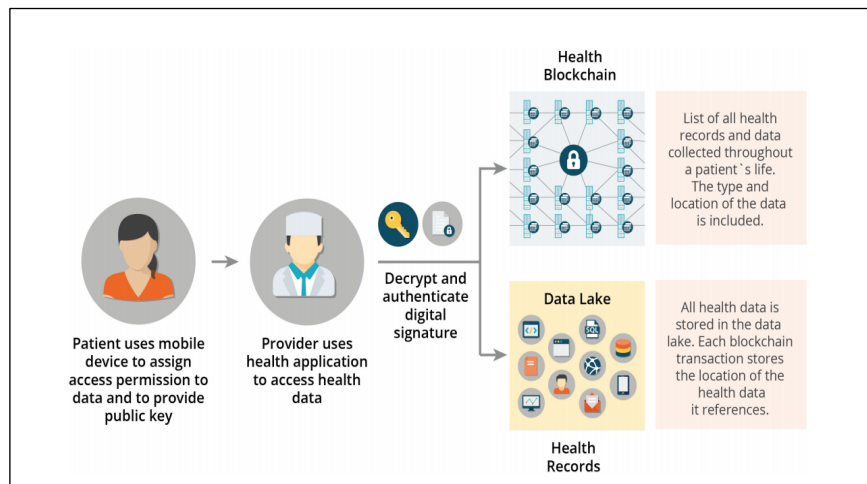 Health
Blockchain
List of all health
records and data
collected throughout
a patient`s life.
The type and
location of the data
is included.
Patient uses mobile
device to assign
access permission to
data and to provide
public key
Provider uses
health application
to access health
data
Decrypt and
authenticate
digital
signature
Data Lake
SQL
Health
Records
All health data is
stored in the data
lake. Each blockchain
transaction stores
the location of the
health data
it references.